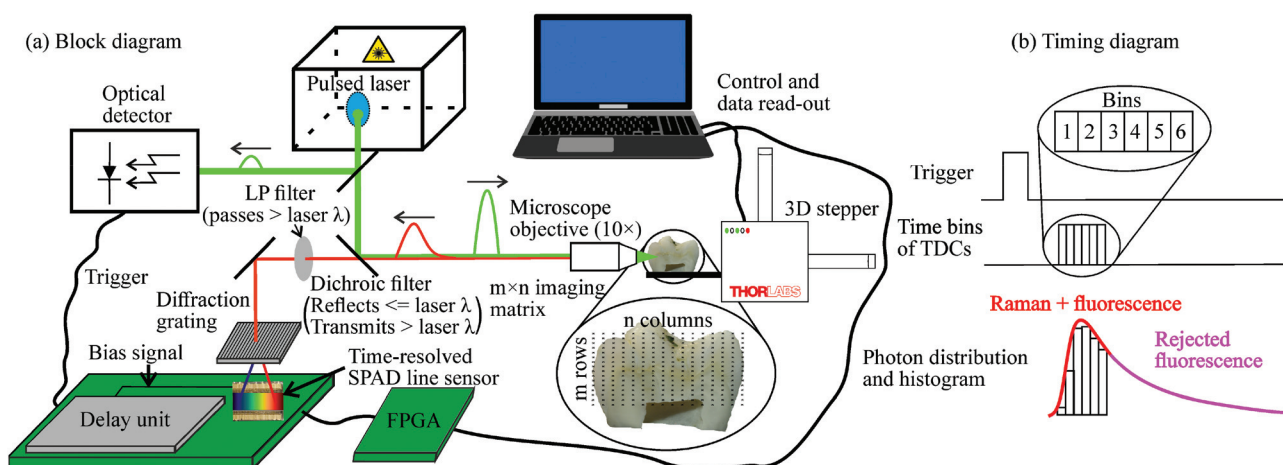 (a) Block diagram
Pulsed laser
Optical
detector
LP filter
(passes > laser λ)
Control and
data read-out
Microscope
objective (10×)
3D stepper
THORLABS
Trigger
Dichroic filter
(Reflects <= laser λ
Transmits > laser λ)
m×n imaging
matrix
Diffraction
grating
n columns
m rows
Bias signal
Time-resolved
SPAD line sensor
Delay unit
FPGA
(b) Timing diagram
Bins
1 2 3 4 5 6
Trigger
Time bins
of TDCs
Raman + fluorescence
Rejected
fluorescence
Photon distribution
and histogram